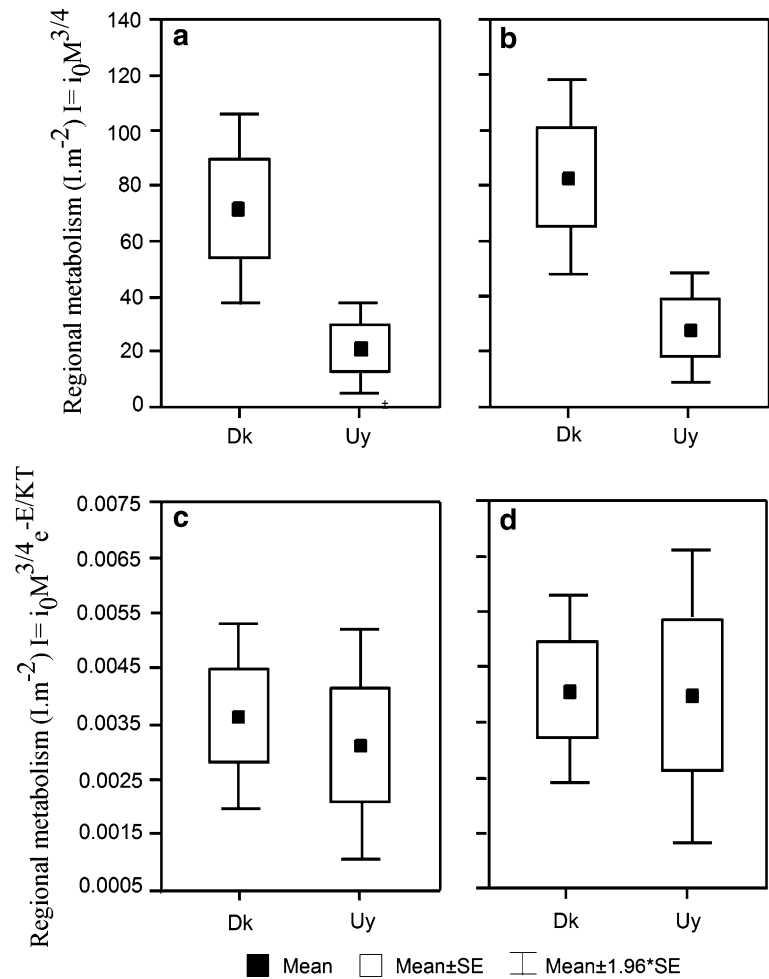 a
b
Regional metabolism (I.m-2) I= i0M3/4
140
120
100
80
60
40
20
0
Dk
Uy
Dk
Uy
c
d
Regional metabolism (I.m-2) I= i0M3/4e-E/KT
0.0075
0.0065
0.0055
0.0045
0.0035
0.0025
0.0015
0.0005
Dk
Uy
Dk
Uy
Mean
Mean±SE
Mean±1.96*SE